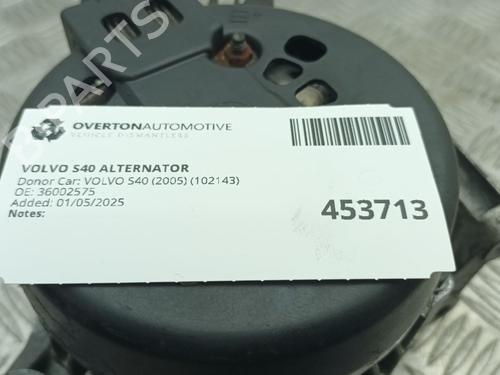 B+
OVERTONAUTOMOTIVE
VEHICLE DISMANTLERS
VOLVO S40 ALTERNATOR
Donor Car: VOLVO S40 (2005) (102143)
OE: 36002575
Added: 01/05/2025
Notes:
453713
B-PARTS